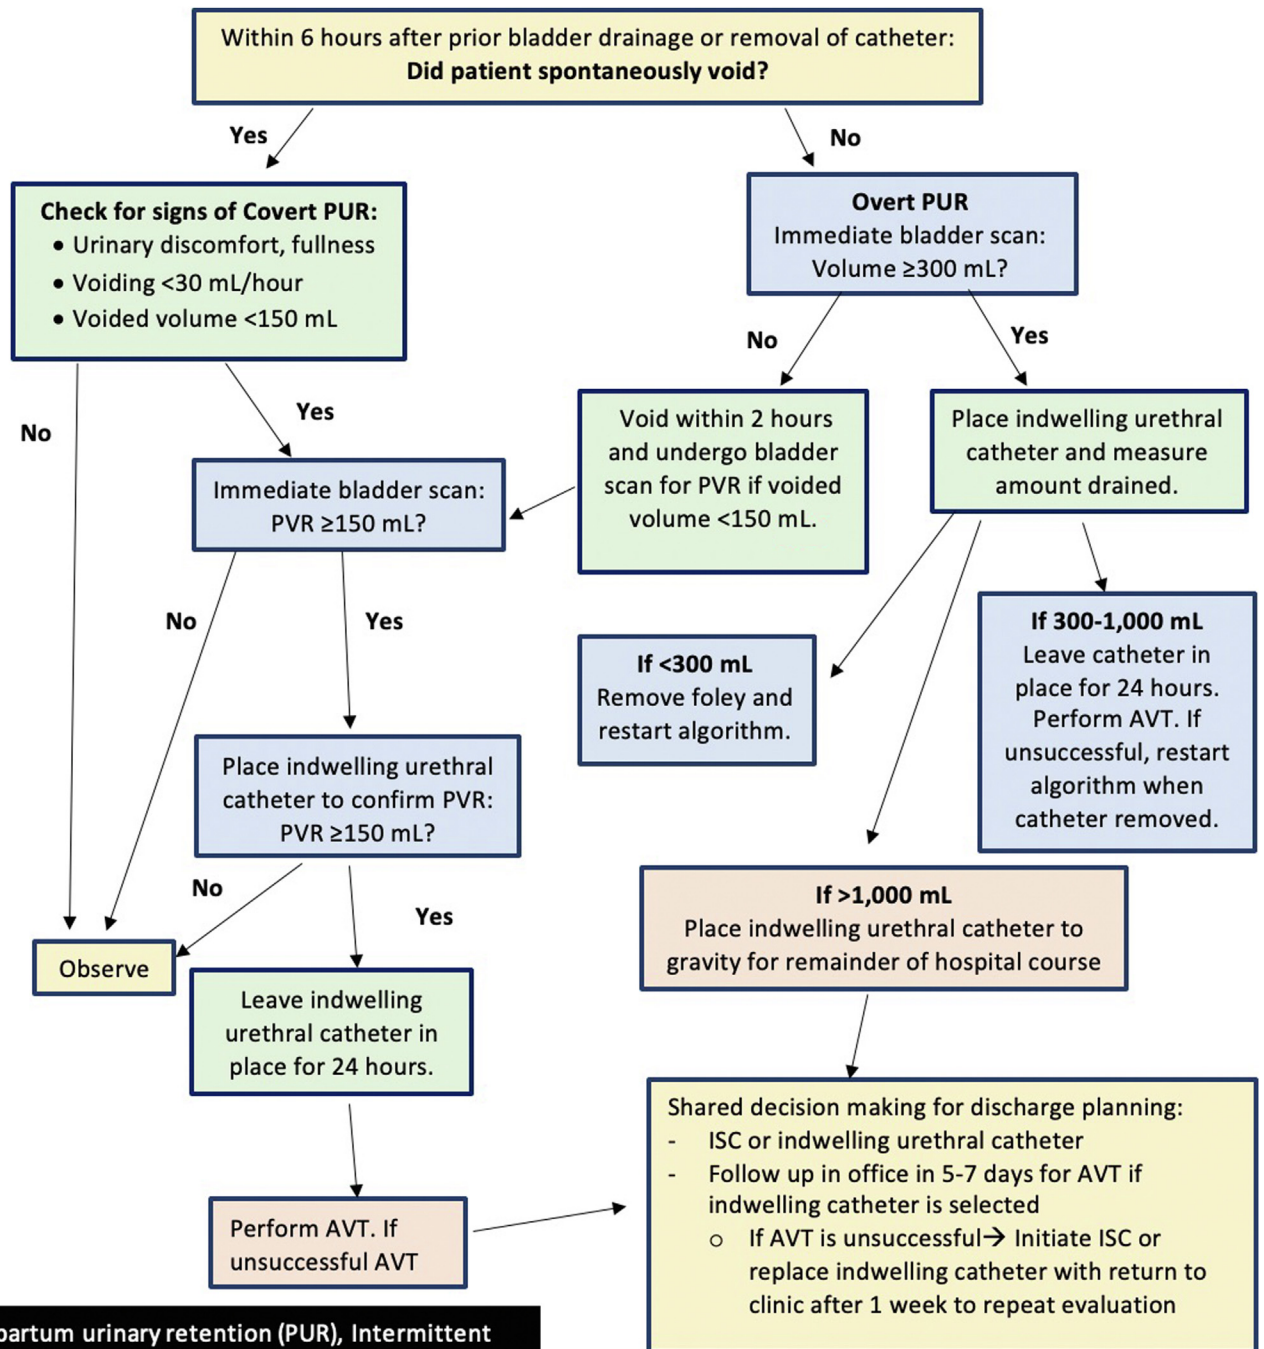 Within 6 hours after prior bladder drainage or removal of catheter:
Did patient spontaneously void?
Yes
No
Check for signs of Covert PUR:
• Urinary discomfort, fullness
• Voiding <30 mL/hour
• Voided volume <150 mL
Overt PUR
Immediate bladder scan:
Volume ≥300 mL?
No
Yes
No
Yes
Immediate bladder scan:
PVR ≥150 mL?
Void within 2 hours
and undergo bladder
scan for PVR if voided
volume <150 mL.
Place indwelling urethral
catheter and measure
amount drained.
No
Yes
If <300 mL
Remove foley and
restart algorithm.
If 300-1,000 mL
Leave catheter in
place for 24 hours.
Perform AVT. If
unsuccessful, restart
algorithm when
catheter removed.
Place indwelling urethral
catheter to confirm PVR:
PVR ≥150 mL?
No
Yes
If >1,000 mL
Place indwelling urethral catheter to
gravity for remainder of hospital course
Observe
Leave indwelling
urethral catheter in
place for 24 hours.
Perform AVT. If
unsuccessful AVT
Shared decision making for discharge planning:
- ISC or indwelling urethral catheter
- Follow up in office in 5-7 days for AVT if
indwelling catheter is selected
o If AVT is unsuccessful→ Initiate ISC or
replace indwelling catheter with return to
clinic after 1 week to repeat evaluation
partum urinary retention (PUR), Intermittent